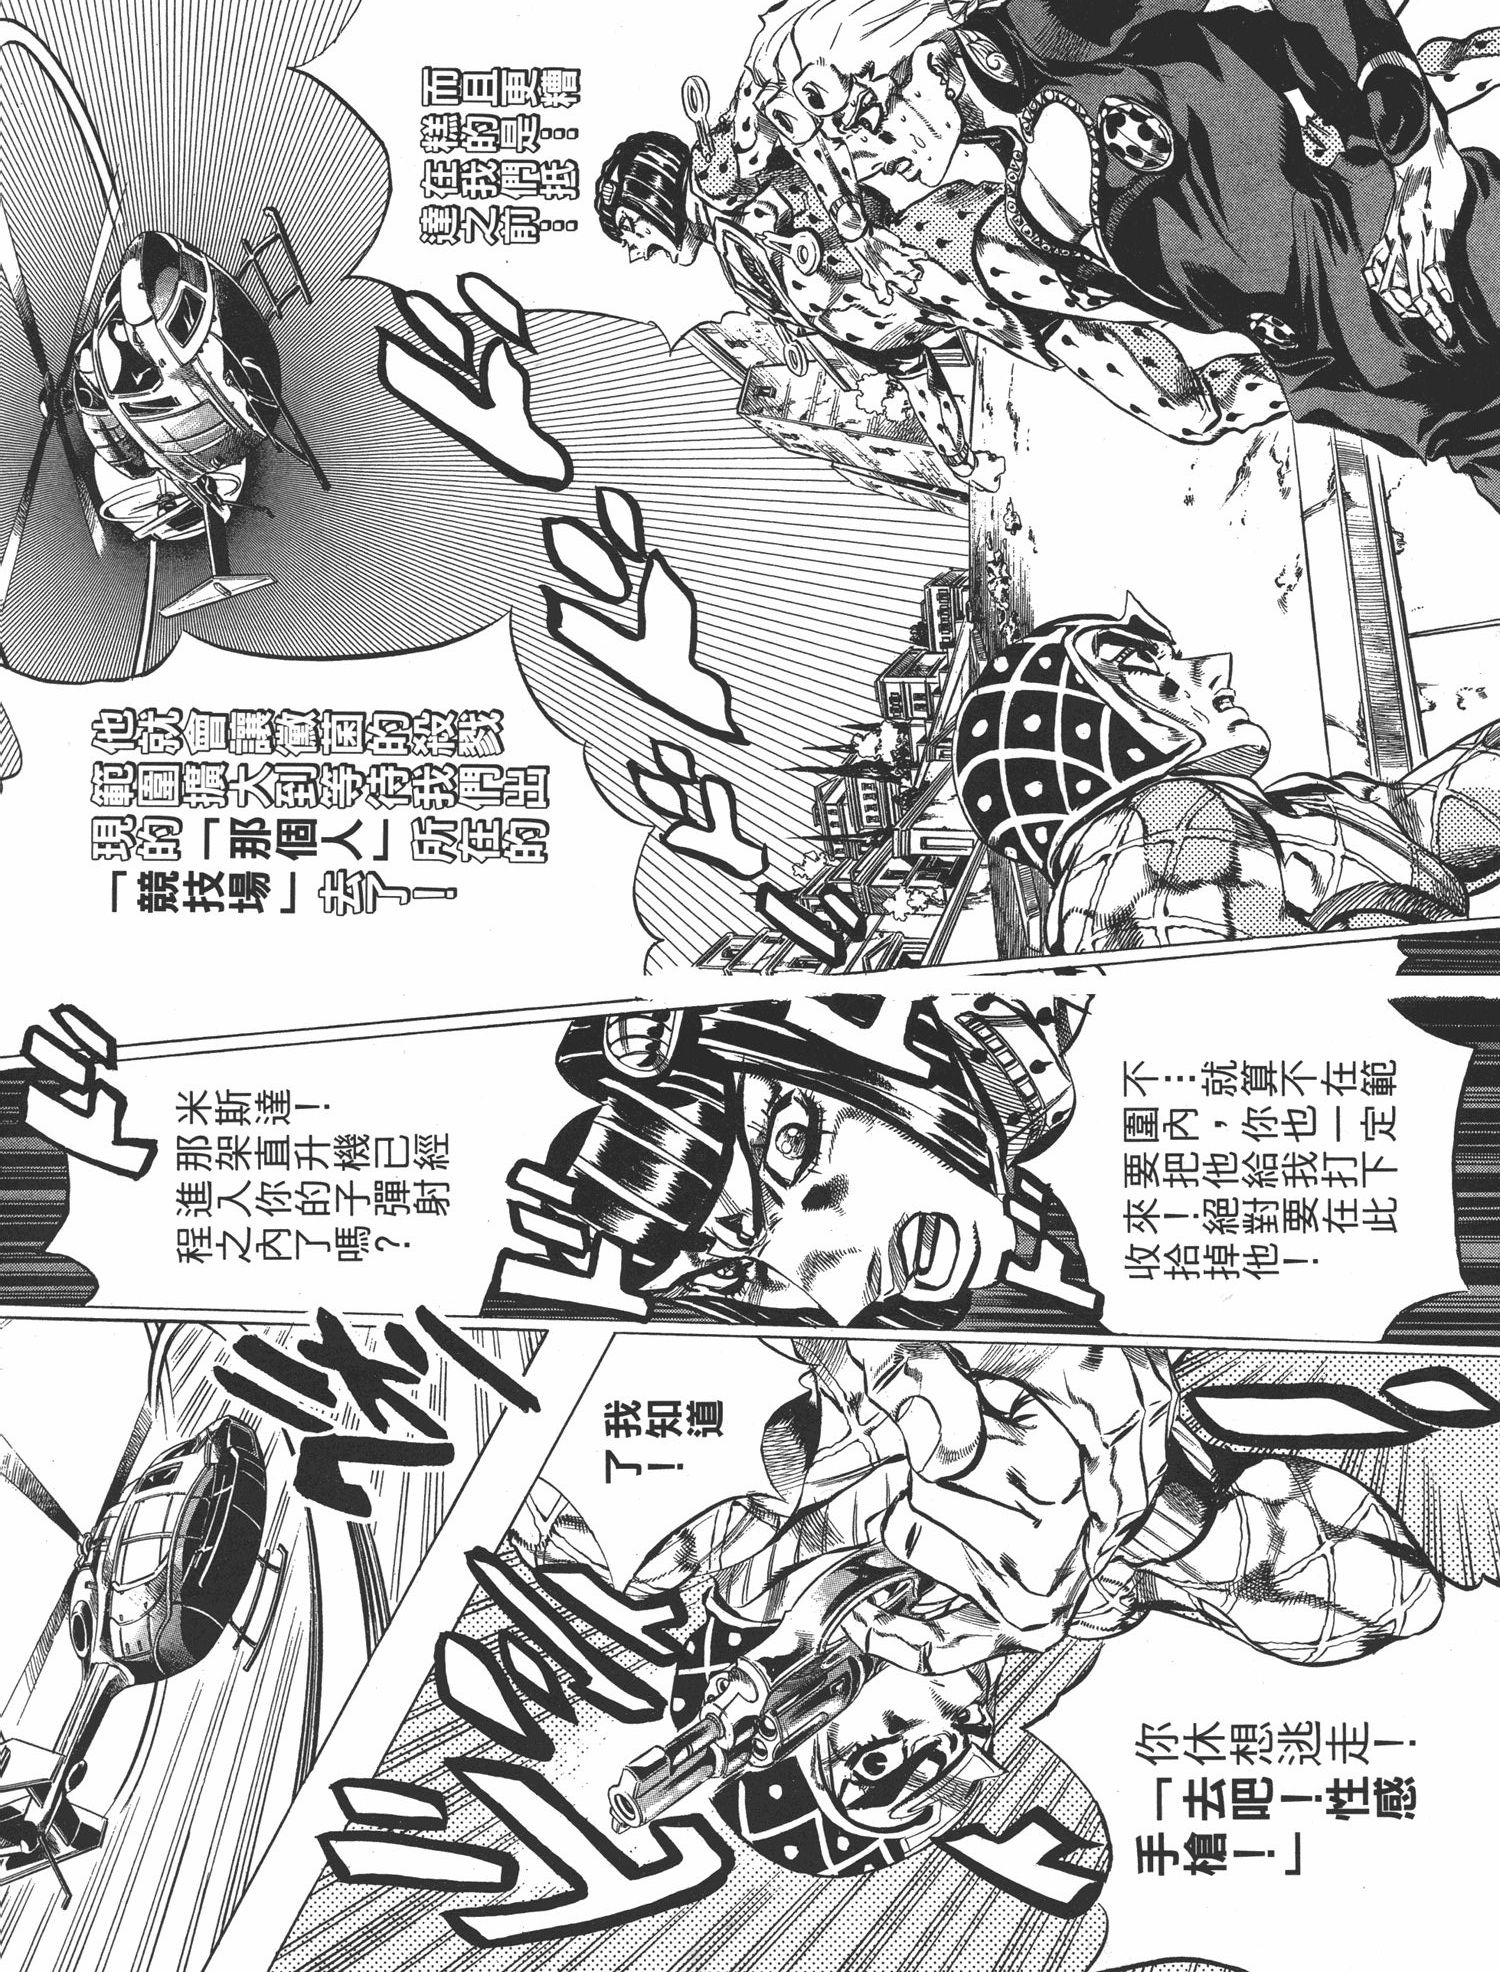 而且更糟
糕的是…
在我們抵
達之前…
他就會讓黴菌的殺戮
範圍擴大到等待我們出
現的「那個人」所在的
「競技場」去了！
米斯達！
那架直升機已經
進入你的子彈射
程之內了嗎？
不…就算不在範
圍內，你也一定
要把他給我打下
來！絕對要在此
收拾掉他！
我知道
了！
你休想逃走！
「去吧！性感
手槍！」